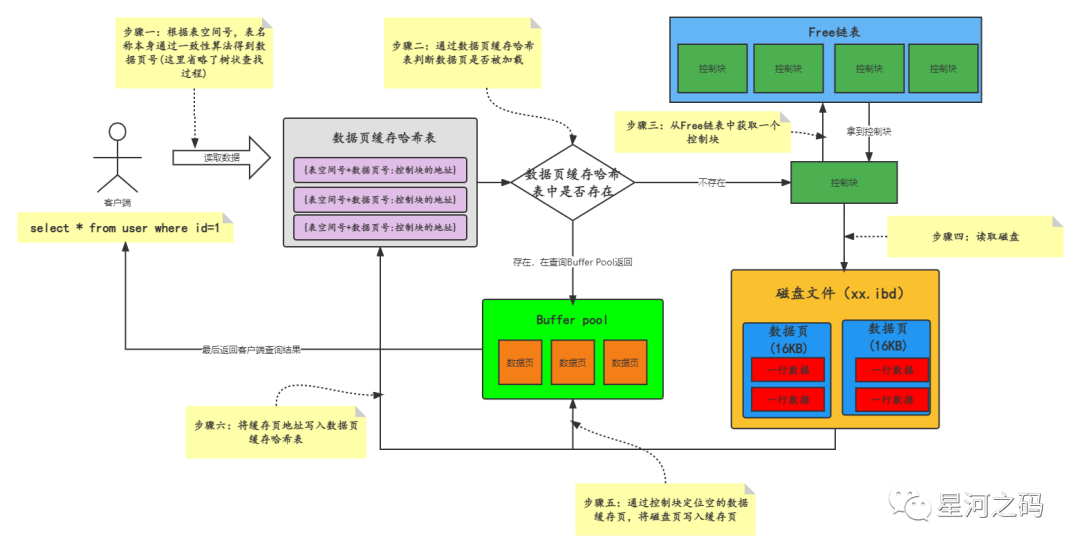 步骤一：根据表空间号，表名
称本身通过一致性算法得到数
据页号(这里省略了树状查找
过程)
步骤二：通过数据页缓存哈希
表判断数据页是否被加载
Free链表
控制块
控制块
控制块
控制块
步骤三：从Free链表中获取一个
控制块
拿到控制块
客户端
读取数据
数据页缓存哈希表
[表空间号+数据页号:控制块的地址]
[表空间号+数据页号:控制块的地址]
[表空间号+数据页号:控制块的地址]
数据页缓存哈希
表中是否存在
不存在
控制块
select * from user where id=1
步骤四：读取磁盘
存在，在查询Buffer Pool返回
磁盘文件（xx.ibd）
数据页
(16KB)
一行数据
一行数据
数据页
(16KB)
一行数据
一行数据
Buffer pool
数据页
数据页
数据页
最后返回客户端查询结果
步骤六：将缓存页地址写入数据页
缓存哈希表
步骤五：通过控制块定位空的数据
缓存页，将磁盘页写入缓存页
星河之码